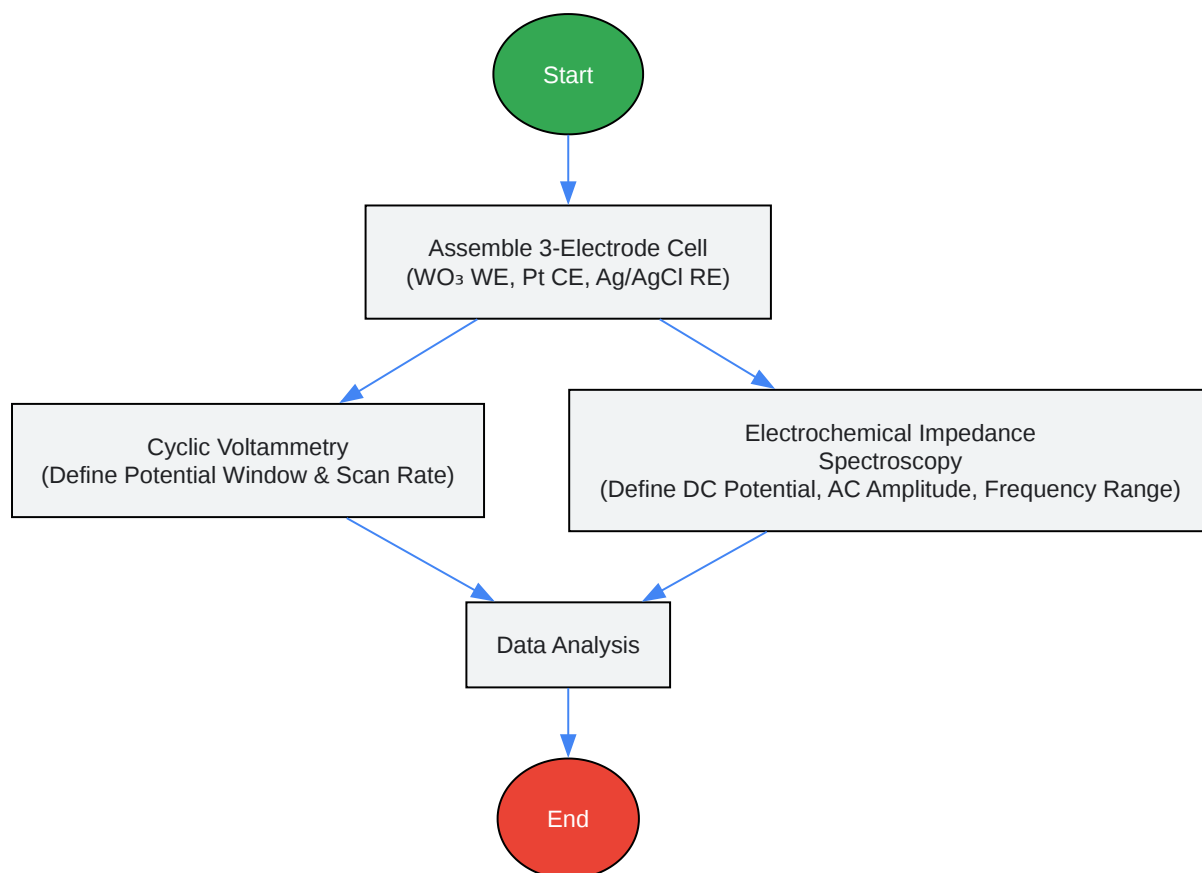 Start
Assemble 3-Electrode Cell
(WO₃ WE, Pt CE, Ag/AgCl RE)
Cyclic Voltammetry
(Define Potential Window & Scan Rate)
Electrochemical Impedance
Spectroscopy
(Define DC Potential, AC Amplitude, Frequency Range)
Data Analysis
End